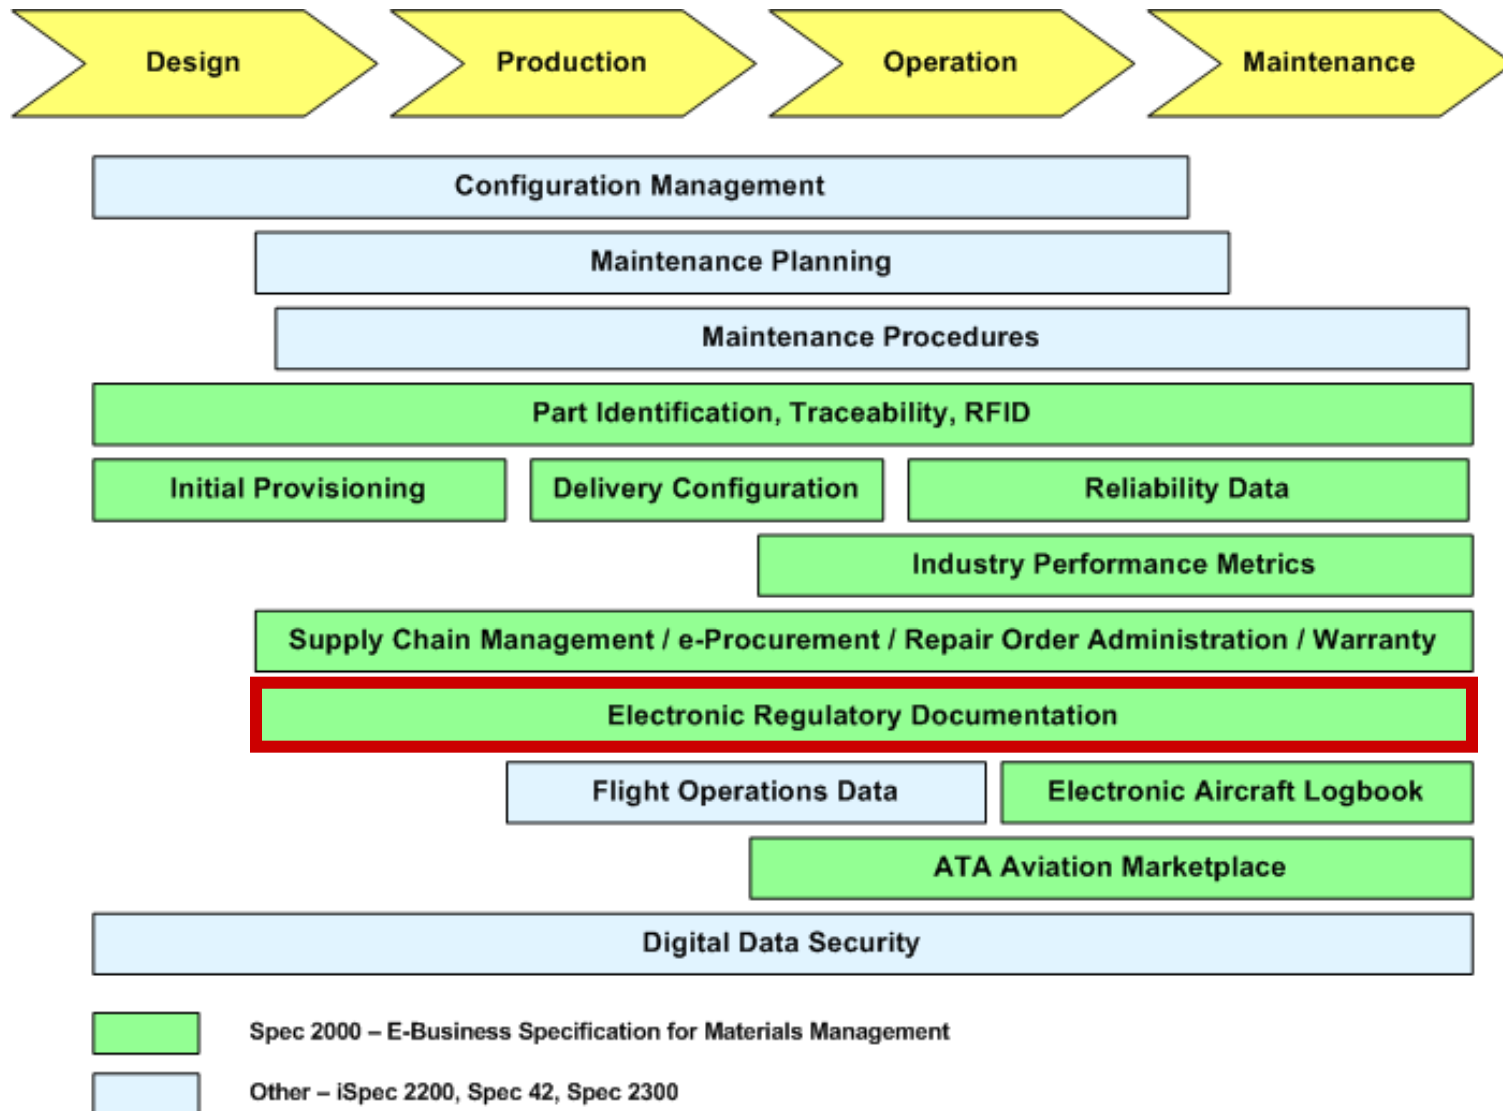 Design
Production
Operation
Maintenance
Configuration Management
Maintenance Planning
Maintenance Procedures
Part Identification, Traceability, RFID
Initial Provisioning
Delivery Configuration
Reliability Data
Industry Performance Metrics
Supply Chain Management / e-Procurement / Repair Order Administration / Warranty
Electronic Regulatory Documentation
Flight Operations Data
Electronic Aircraft Logbook
ATA Aviation Marketplace
Digital Data Security
Spec 2000 – E-Business Specification for Materials Management
Other – iSpec 2200, Spec 42, Spec 2300